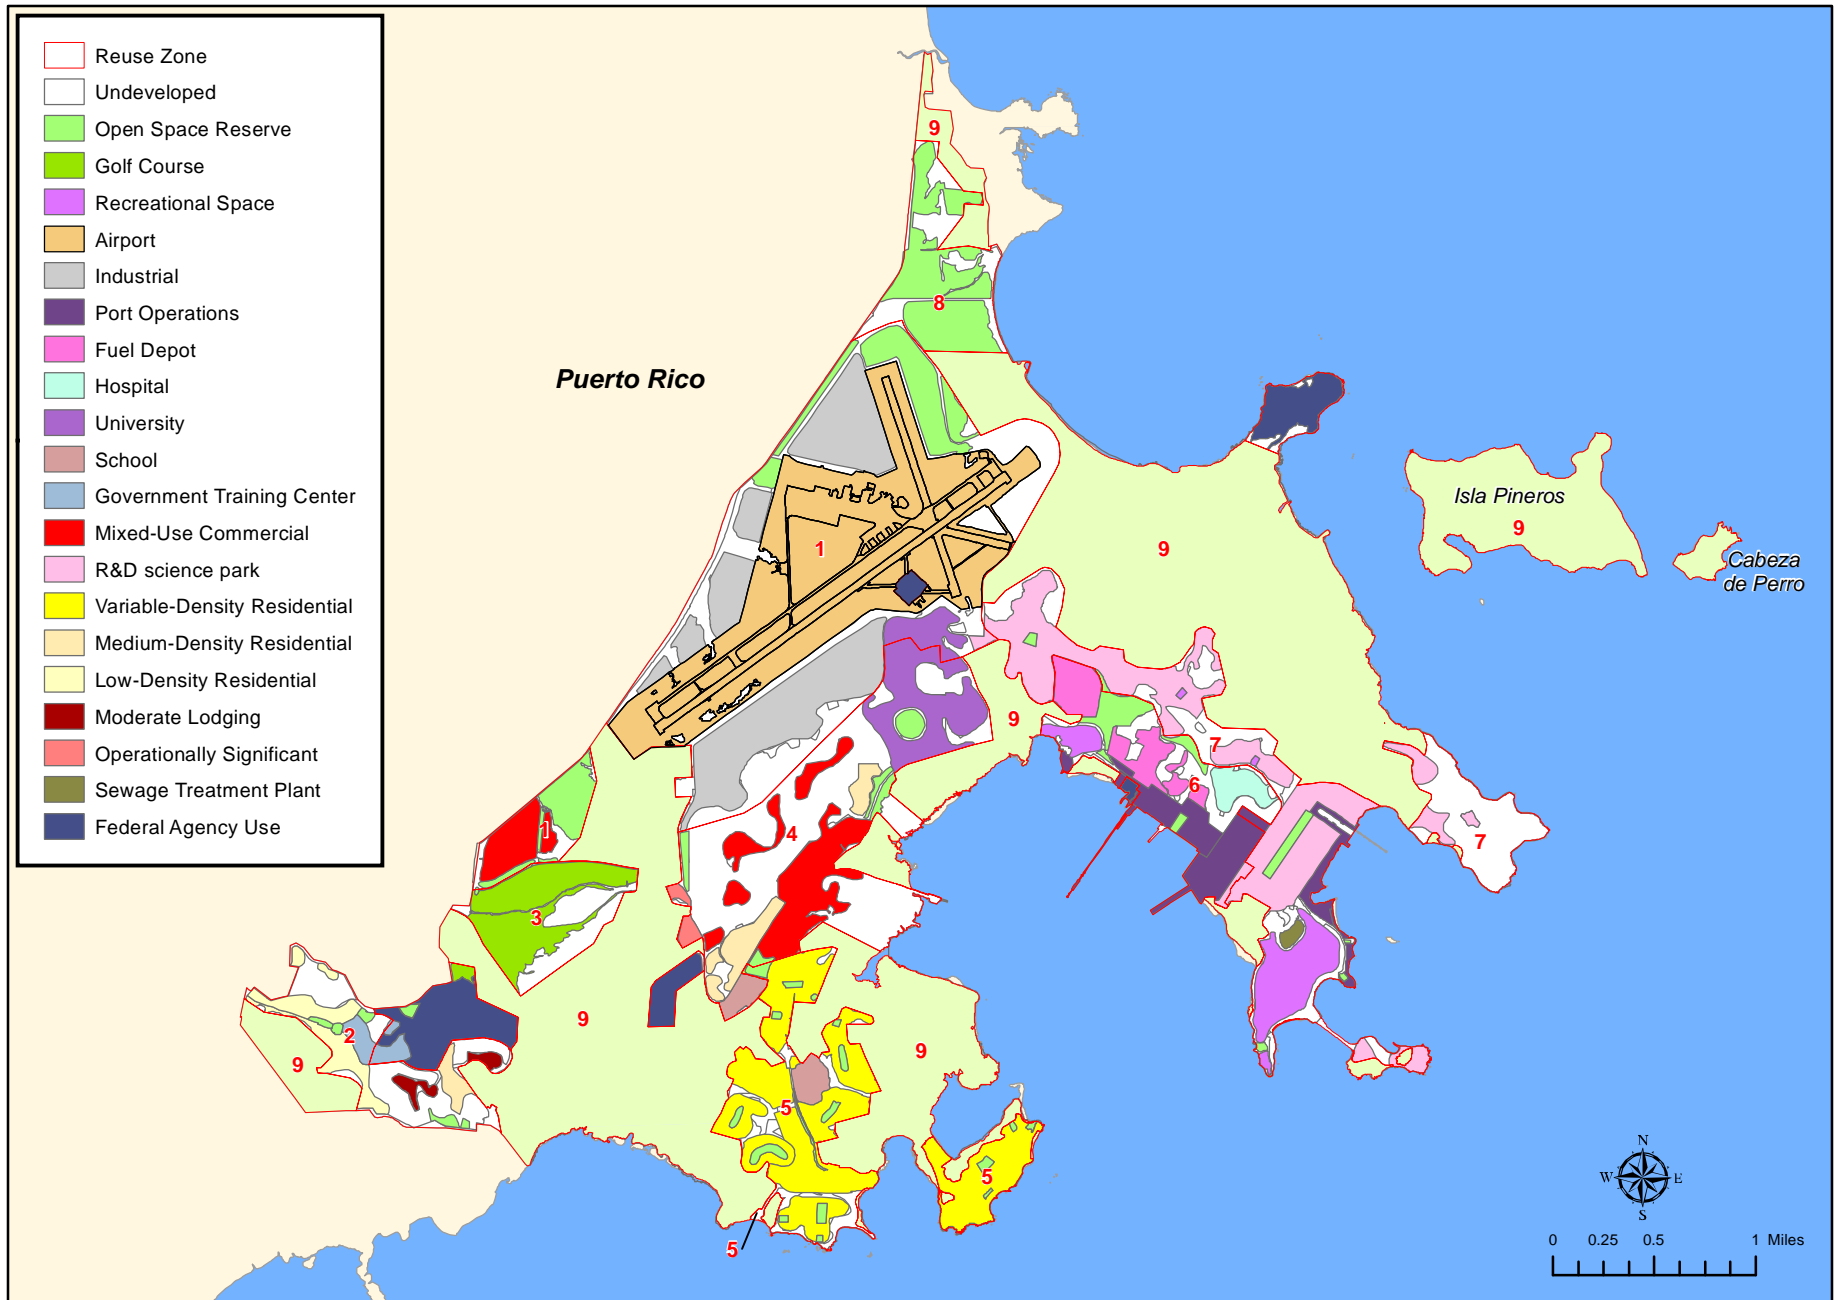 Reuse Zone
Undeveloped
Open Space Reserve
Golf Course
Recreational Space
Airport
Industrial
Port Operations
Fuel Depot
Hospital
University
School
Government Training Center
Mixed-Use Commercial
R&D science park
Variable-Density Residential
Medium-Density Residential
Low-Density Residential
Moderate Lodging
Operationally Significant
Sewage Treatment Plant
Federal Agency Use
9
8
Puerto Rico
Isla Pineros
9
1
9
Cabeza
de Perro
9
7
6
1
4
7
3
9
2
9
9
5
5
5
N
W
E
S
0 0.25 0.5 1 Miles